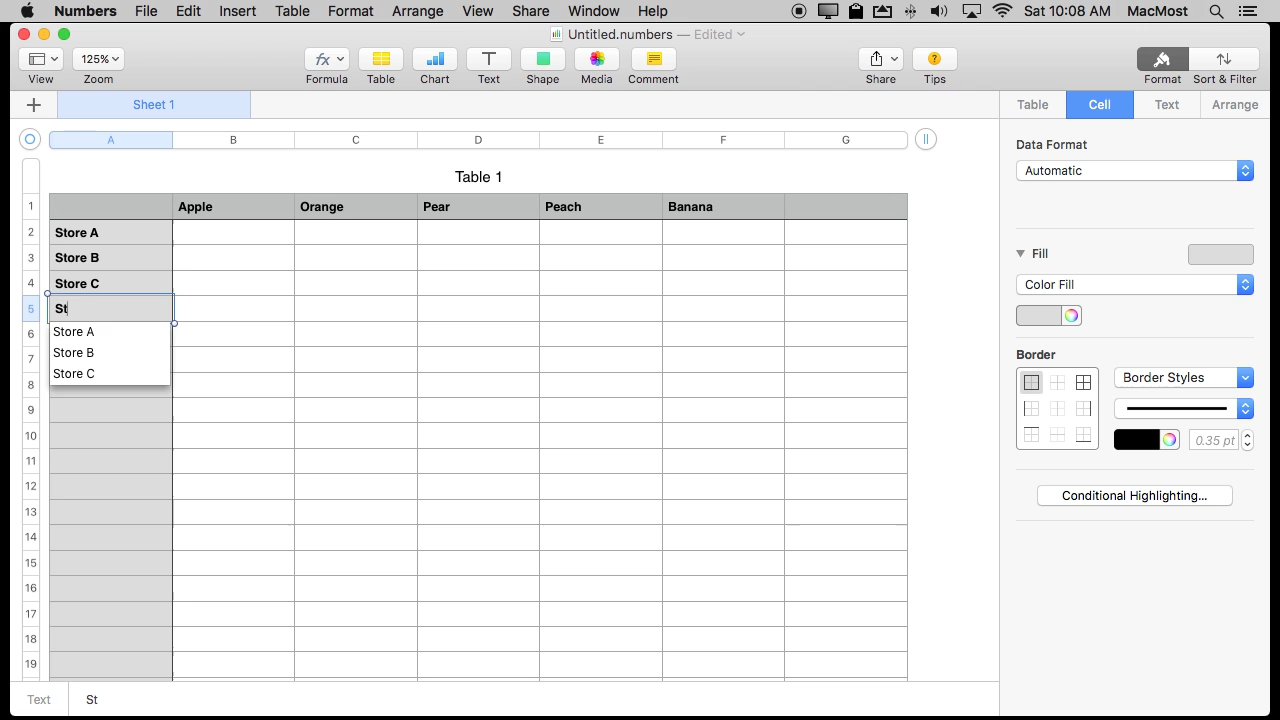 Numbers File Edit Insert Table Format Arrange View Share Window Help Sat 10:08 AM MacMost
Untitled.numbers — Edited
125%
View Zoom Formula Table Chart Text Shape Media Comment Share Tips Format Sort & Filter
Sheet 1
Table Cell Text Arrange
A B C D E F G
Table 1
1 Apple Orange Pear Peach Banana
2 Store A
3 Store B
4 Store C
5 St
Store A
Store B
Store C
6
7
8
9
10
11
12
13
14
15
16
17
18
19
Text St
Data Format
Automatic
Fill
Color Fill
Border
Border Styles
0.35 pt
Conditional Highlighting...